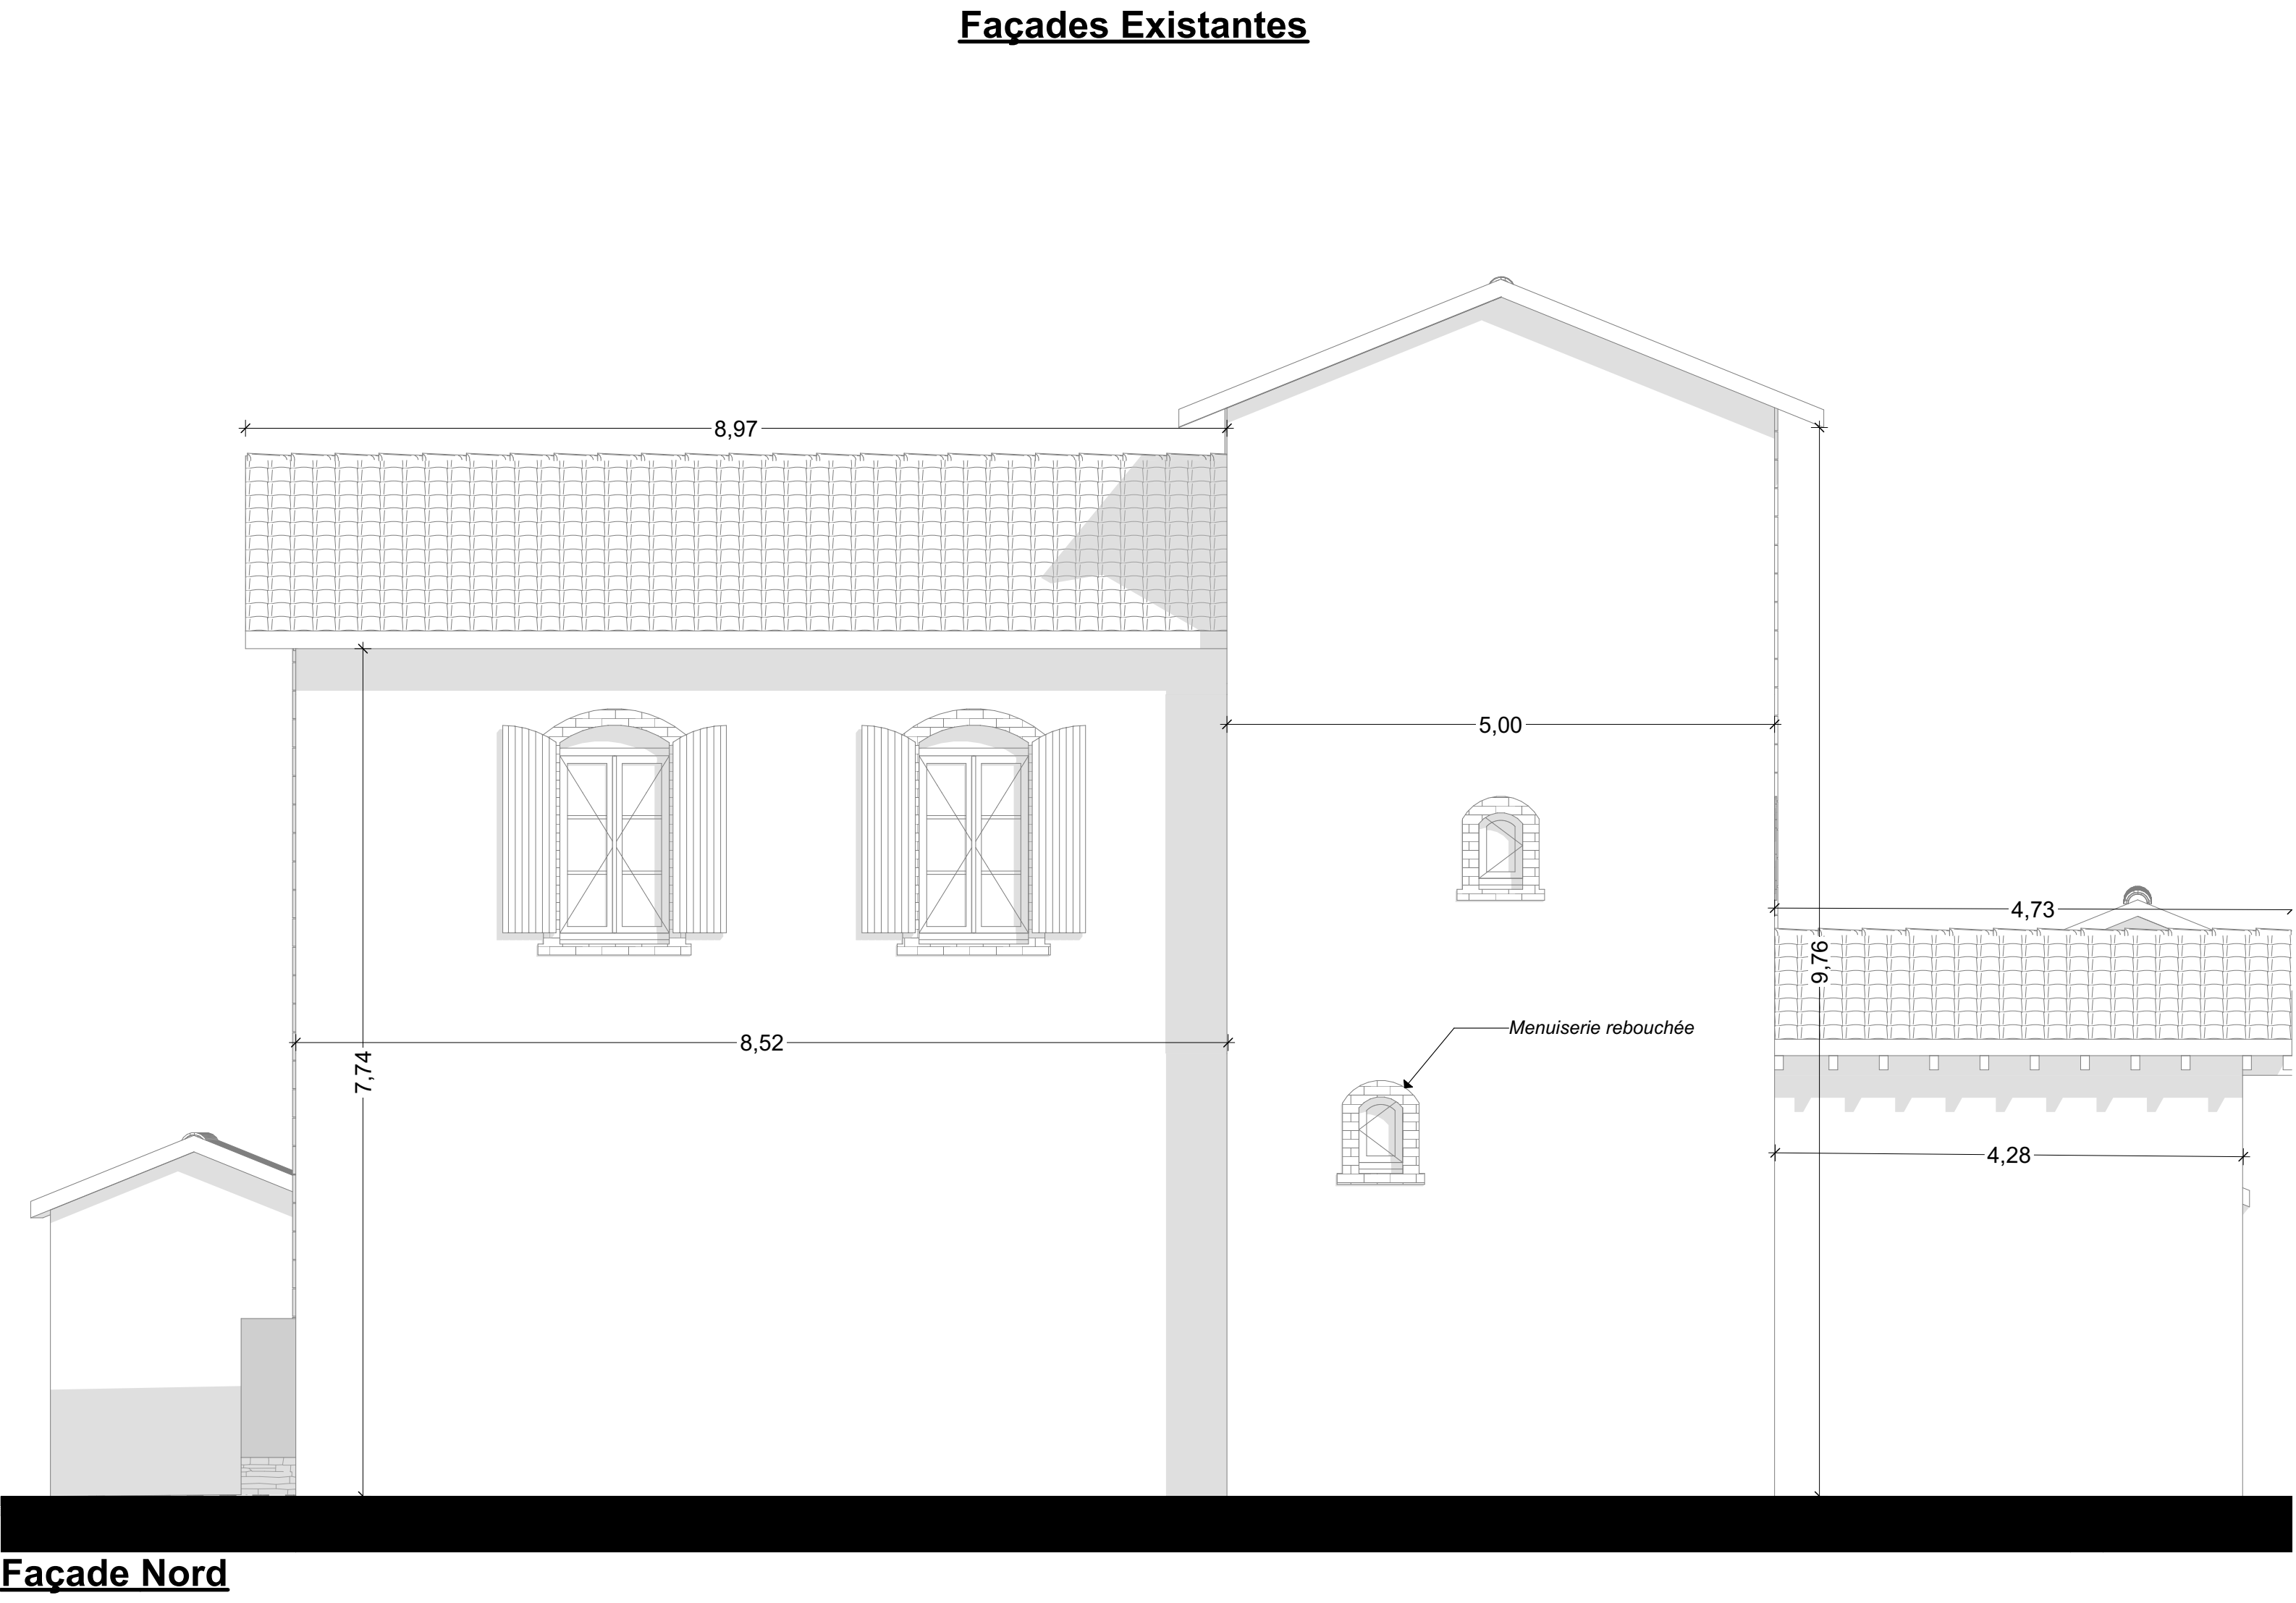 Façades Existantes
8,97
5,00
4,73
9,76
Menuiserie rebouchée
8,52
7,74
4,28
Façade Nord